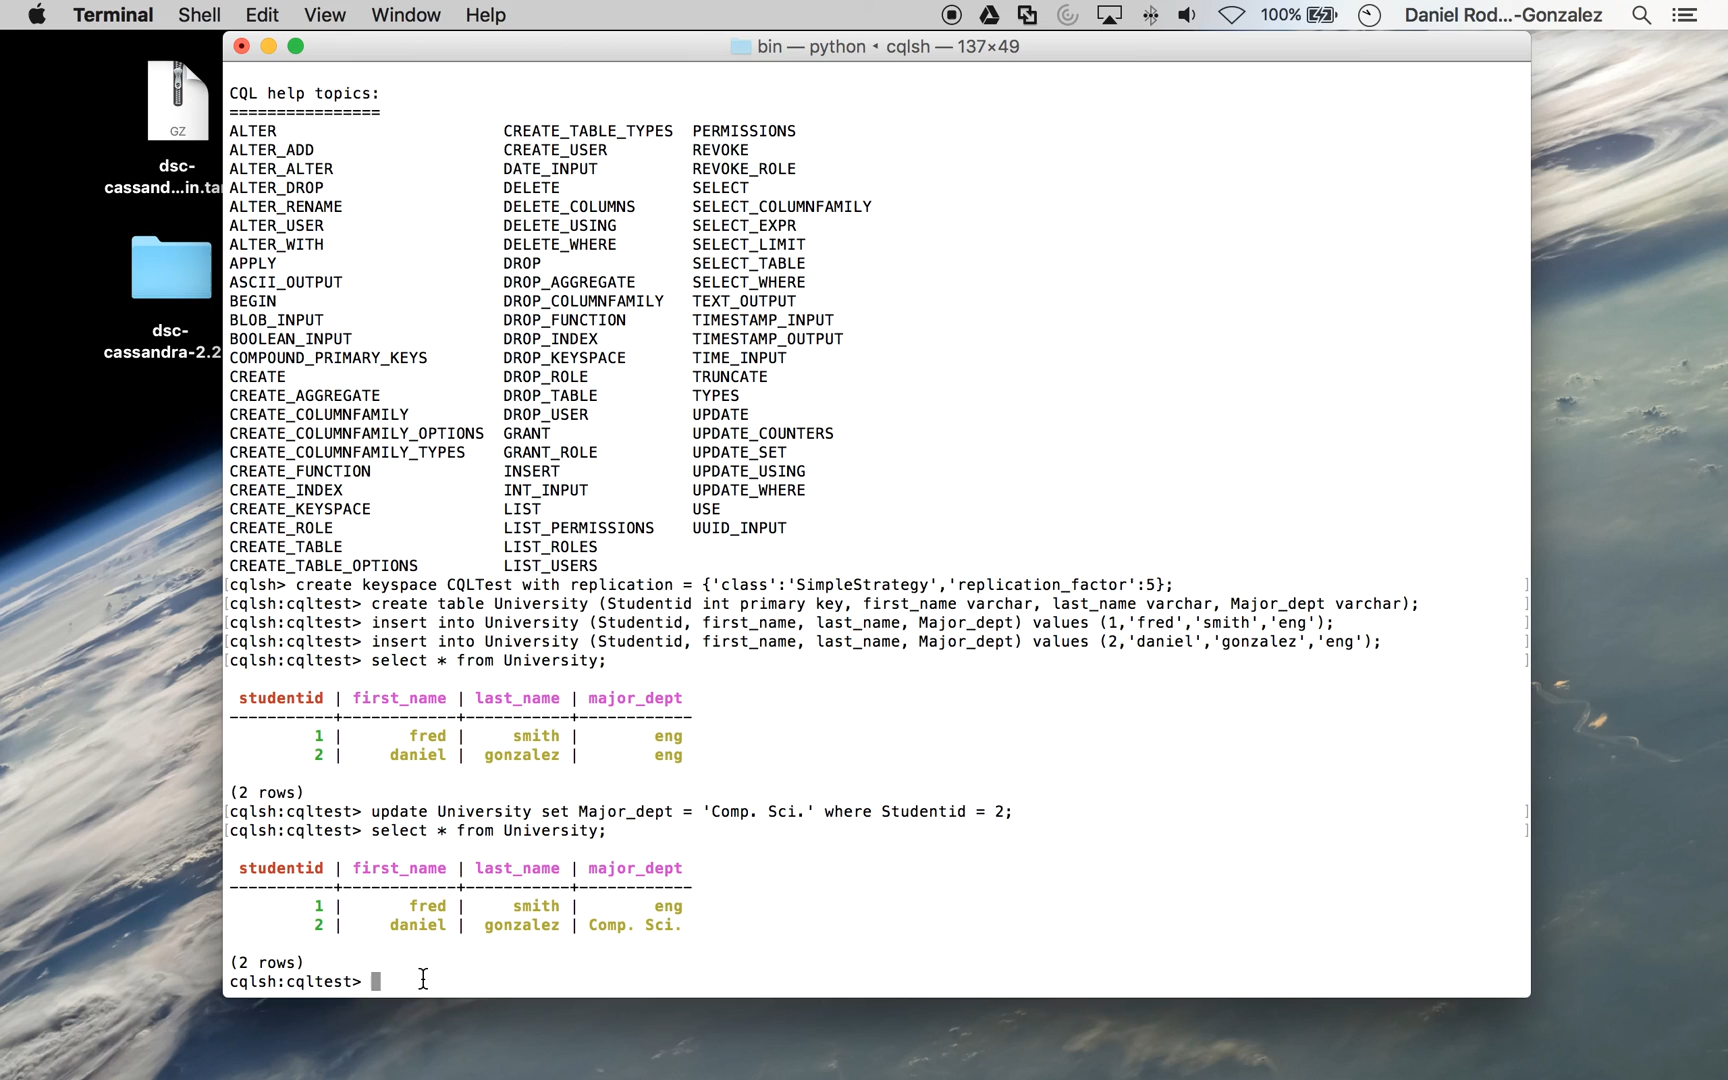 Terminal Shell Edit View Window Help 100% Daniel Rod...-Gonzalez
bin — python ◂ cqlsh — 137×49
GZ
dsc-
cassand...in.tar
dsc-
cassandra-2.2
CQL help topics:
================
ALTER CREATE_TABLE_TYPES PERMISSIONS
ALTER_ADD CREATE_USER REVOKE
ALTER_ALTER DATE_INPUT REVOKE_ROLE
ALTER_DROP DELETE SELECT
ALTER_RENAME DELETE_COLUMNS SELECT_COLUMNFAMILY
ALTER_USER DELETE_USING SELECT_EXPR
ALTER_WITH DELETE_WHERE SELECT_LIMIT
APPLY DROP SELECT_TABLE
ASCII_OUTPUT DROP_AGGREGATE SELECT_WHERE
BEGIN DROP_COLUMNFAMILY TEXT_OUTPUT
BLOB_INPUT DROP_FUNCTION TIMESTAMP_INPUT
BOOLEAN_INPUT DROP_INDEX TIMESTAMP_OUTPUT
COMPOUND_PRIMARY_KEYS DROP_KEYSPACE TIME_INPUT
CREATE DROP_ROLE TRUNCATE
CREATE_AGGREGATE DROP_TABLE TYPES
CREATE_COLUMNFAMILY DROP_USER UPDATE
CREATE_COLUMNFAMILY_OPTIONS GRANT UPDATE_COUNTERS
CREATE_COLUMNFAMILY_TYPES GRANT_ROLE UPDATE_SET
CREATE_FUNCTION INSERT UPDATE_USING
CREATE_INDEX INT_INPUT UPDATE_WHERE
CREATE_KEYSPACE LIST USE
CREATE_ROLE LIST_PERMISSIONS UUID_INPUT
CREATE_TABLE LIST_ROLES
CREATE_TABLE_OPTIONS LIST_USERS
[cqlsh> create keyspace CQLTest with replication = {'class':'SimpleStrategy','replication_factor':5}; ]
[cqlsh:cqltest> create table University (Studentid int primary key, first_name varchar, last_name varchar, Major_dept varchar); ]
[cqlsh:cqltest> insert into University (Studentid, first_name, last_name, Major_dept) values (1,'fred','smith','eng'); ]
[cqlsh:cqltest> insert into University (Studentid, first_name, last_name, Major_dept) values (2,'daniel','gonzalez','eng'); ]
[cqlsh:cqltest> select * from University; ]
studentid | first_name | last_name | major_dept
-----------+------------+-----------+------------
1 | fred | smith | eng
2 | daniel | gonzalez | eng
(2 rows)
[cqlsh:cqltest> update University set Major_dept = 'Comp. Sci.' where Studentid = 2; ]
[cqlsh:cqltest> select * from University; ]
studentid | first_name | last_name | major_dept
-----------+------------+-----------+------------
1 | fred | smith | eng
2 | daniel | gonzalez | Comp. Sci.
(2 rows)
cqlsh:cqltest>